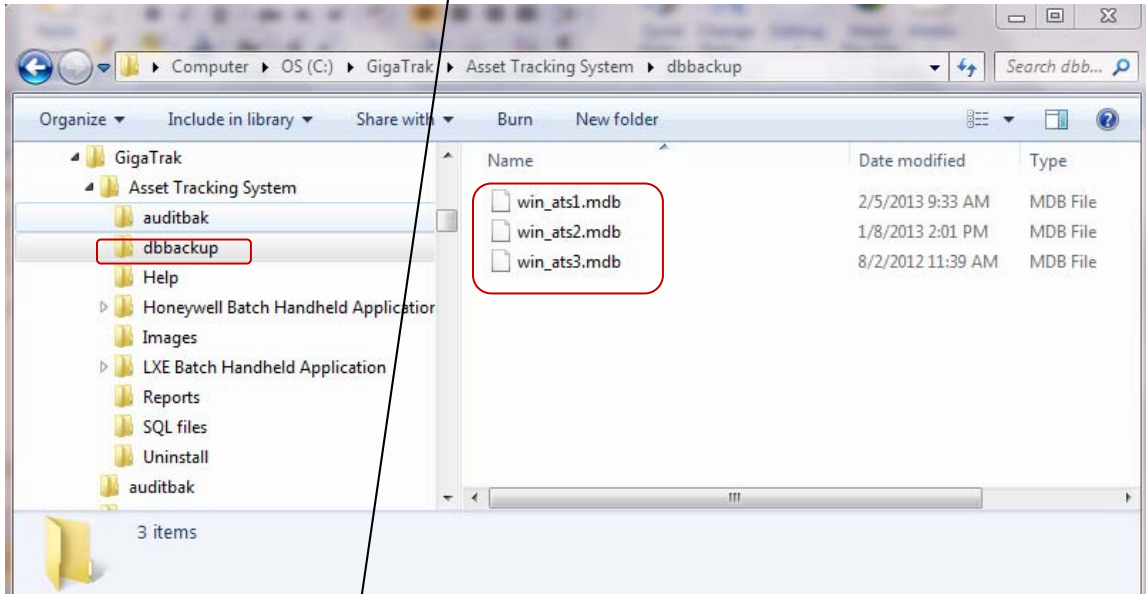 Computer OS (C:) GigaTrak Asset Tracking System dbbackup Search dbb...
Organize Include in library Share with Burn New folder
GigaTrak
Asset Tracking System
auditbak
dbbackup
Help
Honeywell Batch Handheld Application
Images
LXE Batch Handheld Application
Reports
SQL files
Uninstall
auditbak
Name Date modified Type
win_ats1.mdb 2/5/2013 9:33 AM MDB File
win_ats2.mdb 1/8/2013 2:01 PM MDB File
win_ats3.mdb 8/2/2012 11:39 AM MDB File
3 items